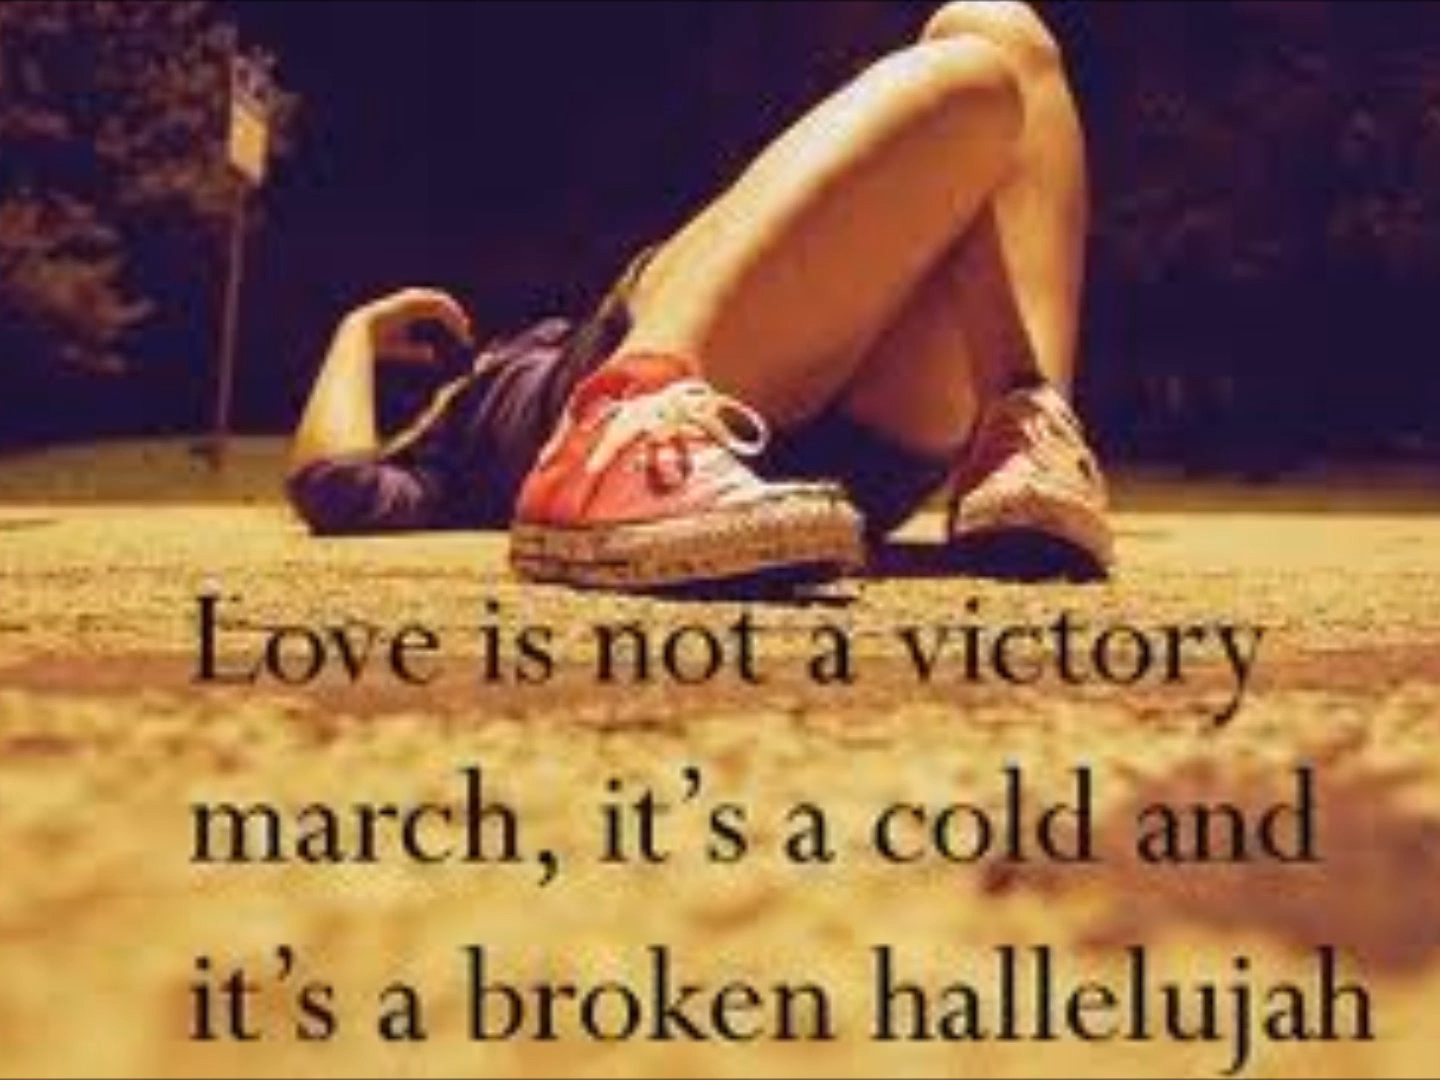 Love is not a victory
march, it's a cold and
it's a broken hallelujah